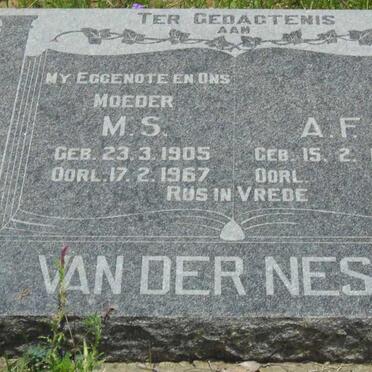 TER GEDAGTENIS
AAN
MY EGGENOTE EN ONS
MOEDER
M.S.
GEB. 23.3.1905
OORL. 17.2.1967
A.F.
GEB. 15.2.
OORL.
RUS IN VREDE
VAN DER NES